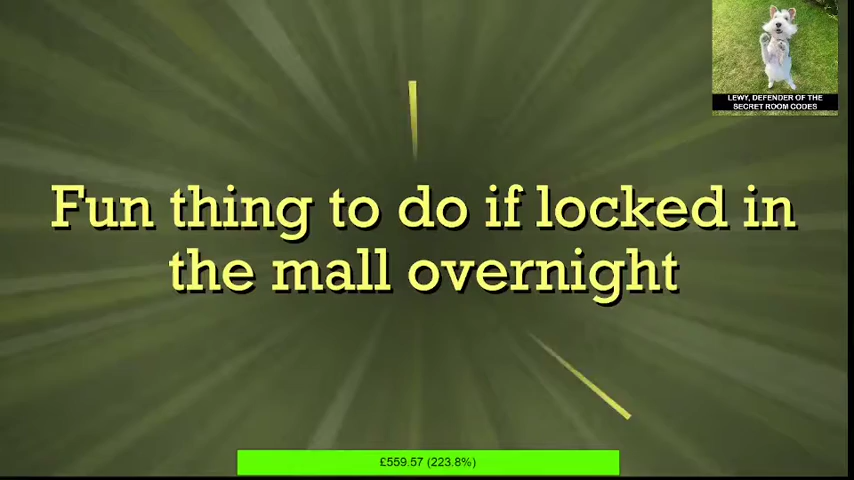 LEWY, DEFENDER OF THE
SECRET ROOM CODES
Fun thing to do if locked in
the mall overnight
£559.57 (223.8%)